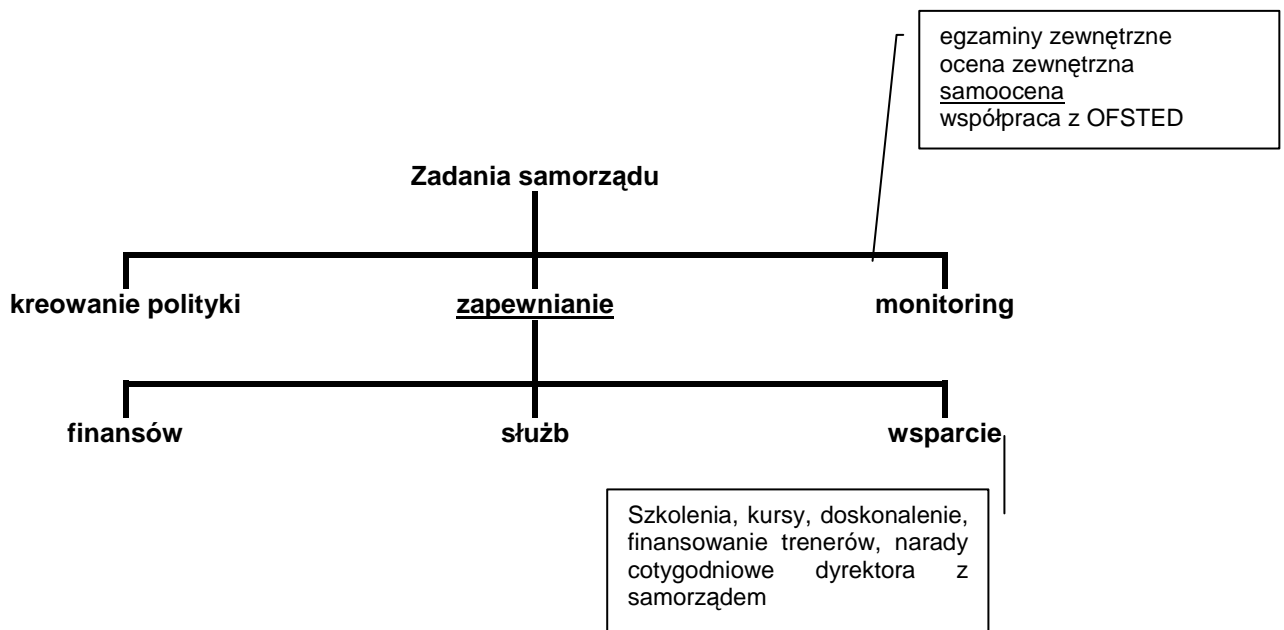 egzaminy zewnętrzne
ocena zewnętrzna
samoocena
współpraca z OFSTED
Zadania samorządu
kreowanie polityki
zapewnianie
monitoring
finansów
służb
wsparcie
Szkolenia, kursy, doskonalenie,
finansowanie trenerów, narady
cotygodniowe dyrektora z
samorządem